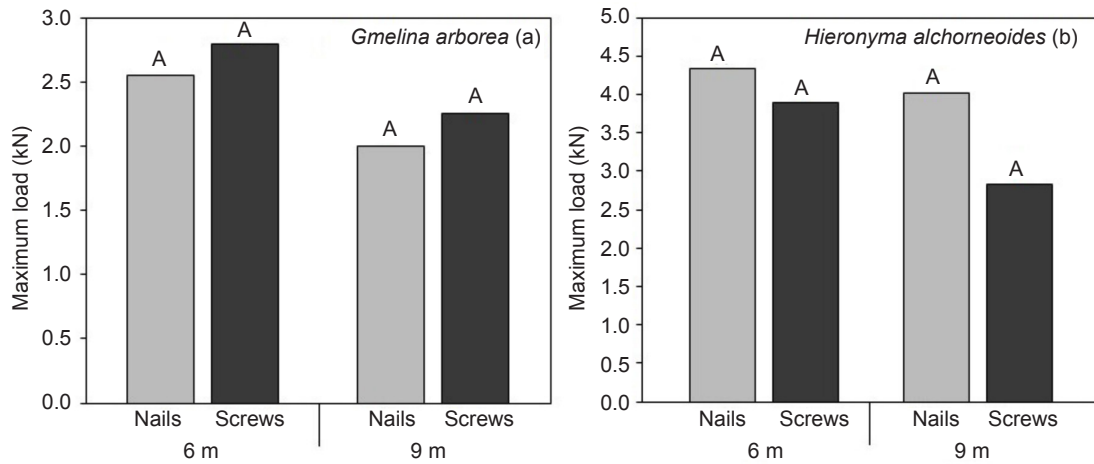 Gmelina arborea (a)
Maximum load (kN)
3.0
2.5
2.0
1.5
1.0
0.5
0.0
A
A
A
A
Nails Screws Nails Screws
6 m 9 m
Hieronyma alchorneoides (b)
Maximum load (kN)
5.0
4.5
4.0
3.5
3.0
2.5
2.0
1.5
1.0
0.5
0.0
A
A
A
A
Nails Screws Nails Screws
6 m 9 m